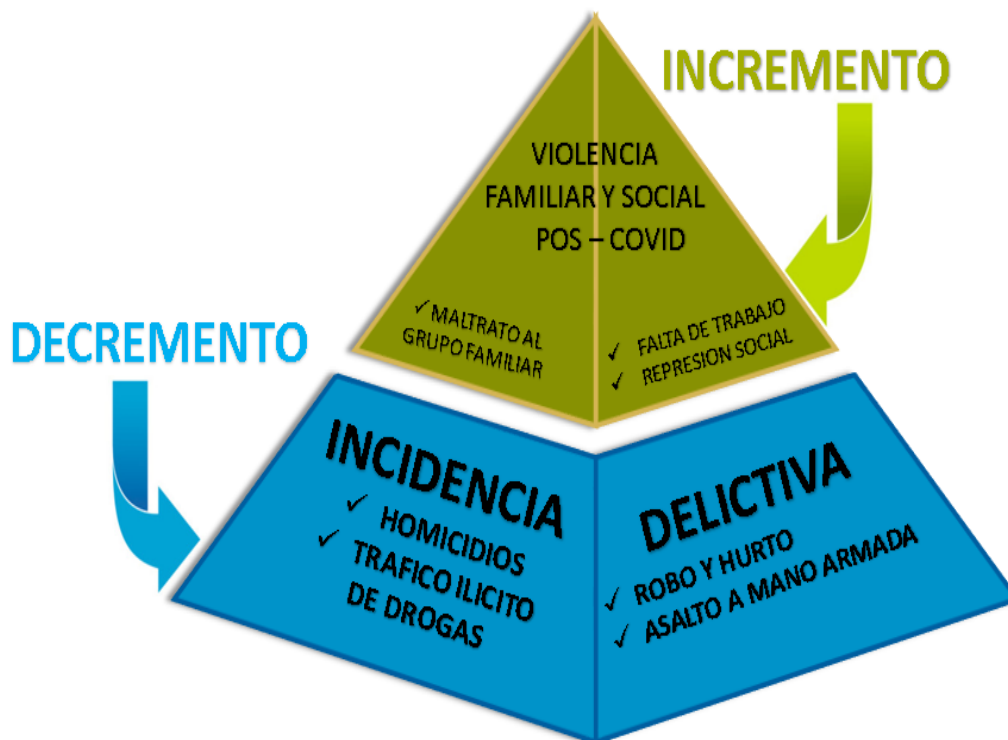 INCREMENTO
VIOLENCIA
FAMILIAR Y SOCIAL
POS – COVID
✓ MALTRATO AL
GRUPO FAMILIAR
✓ FALTA DE TRABAJO
✓ REPRESION SOCIAL
DECREMENTO
INCIDENCIA
✓ HOMICIDIOS
✓ TRAFICO ILICITO
DE DROGAS
DELICTIVA
✓ ROBO Y HURTO
✓ ASALTO A MANO ARMADA